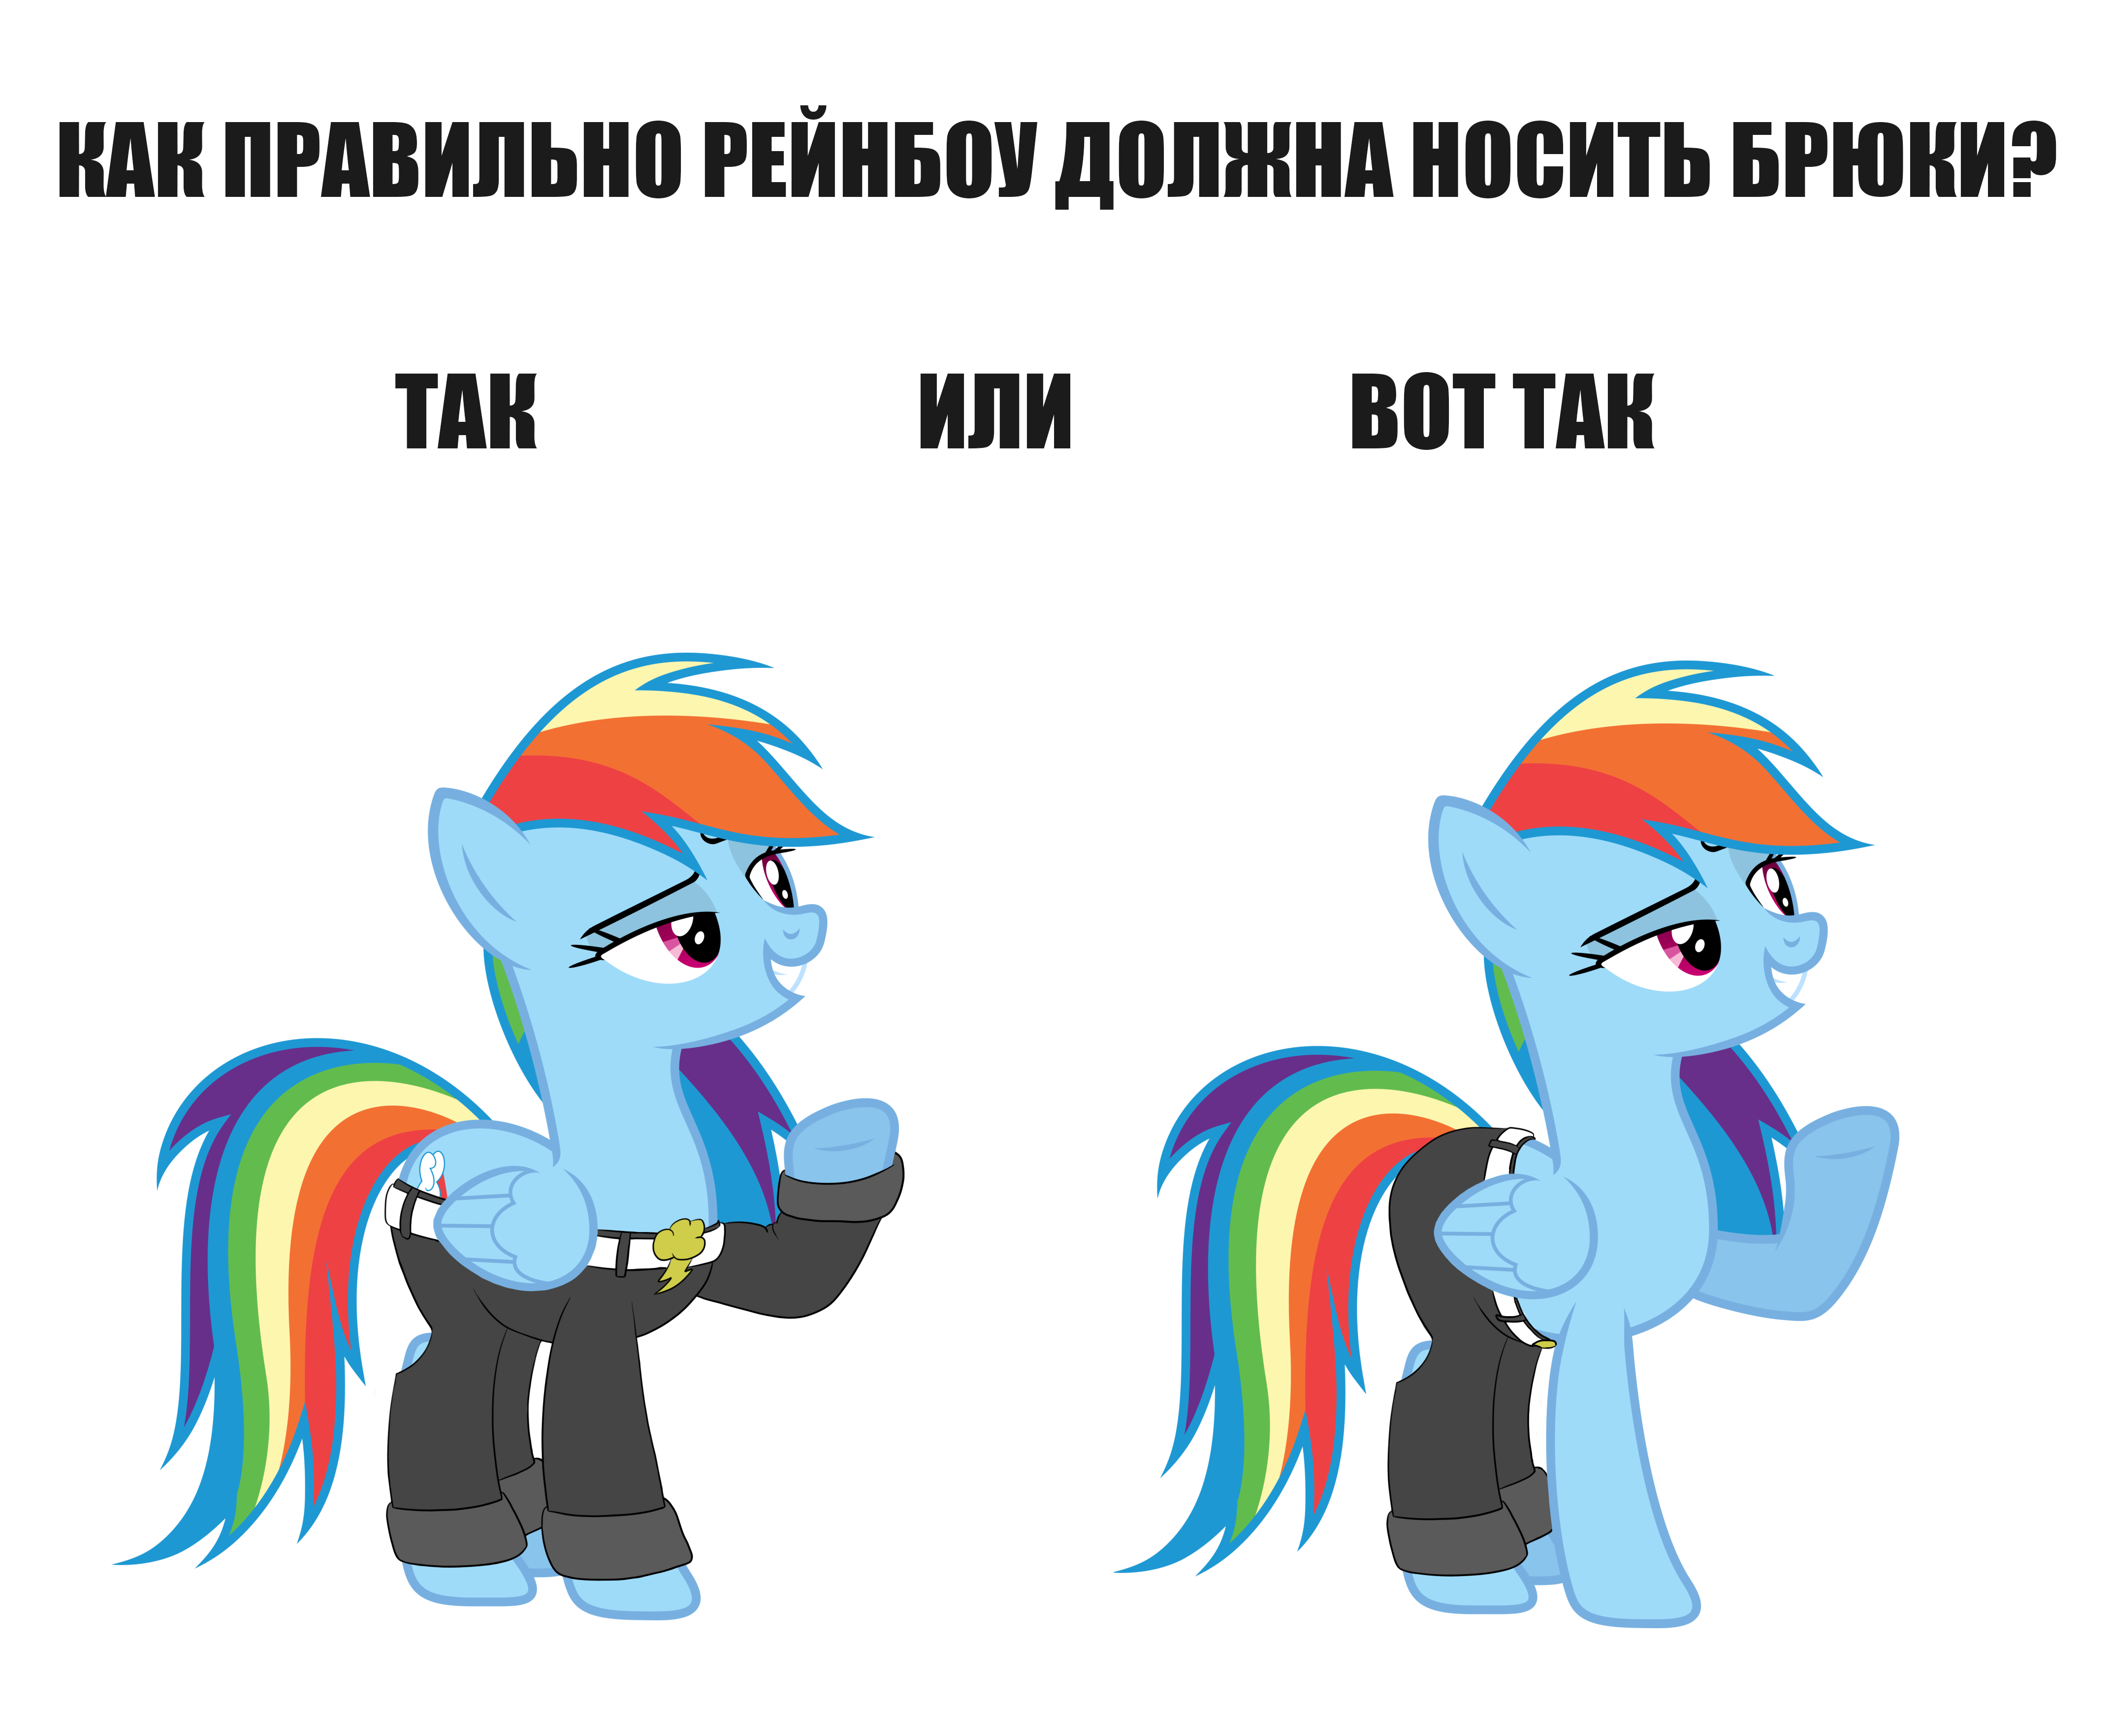 КАК ПРАВИЛЬНО РЕЙНБОУ ДОЛЖНА НОСИТЬ БРЮКИ?
ТАК ИЛИ ВОТ ТАК